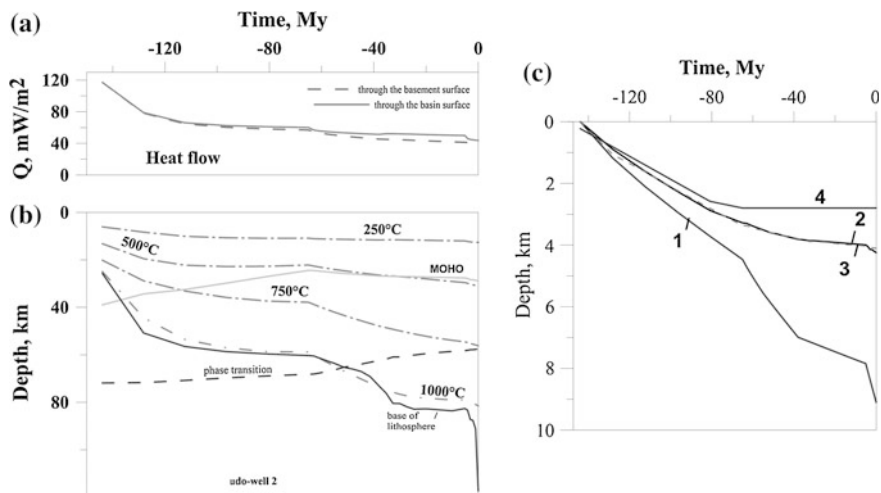 (a)
Time, My
-120 -80 -40 0
120
80
40
0
Q, mW/m²
through the basement surface
through the basin surface
Heat flow
(b)
0
40
80
Depth, km
250°C
500°C
MOHO
750°C
phase transition
1000°C
base of
lithosphere
udo-well 2
(c)
Time, My
-120 -80 -40 0
0
2
4
6
8
10
Depth, km
4
2
1
3